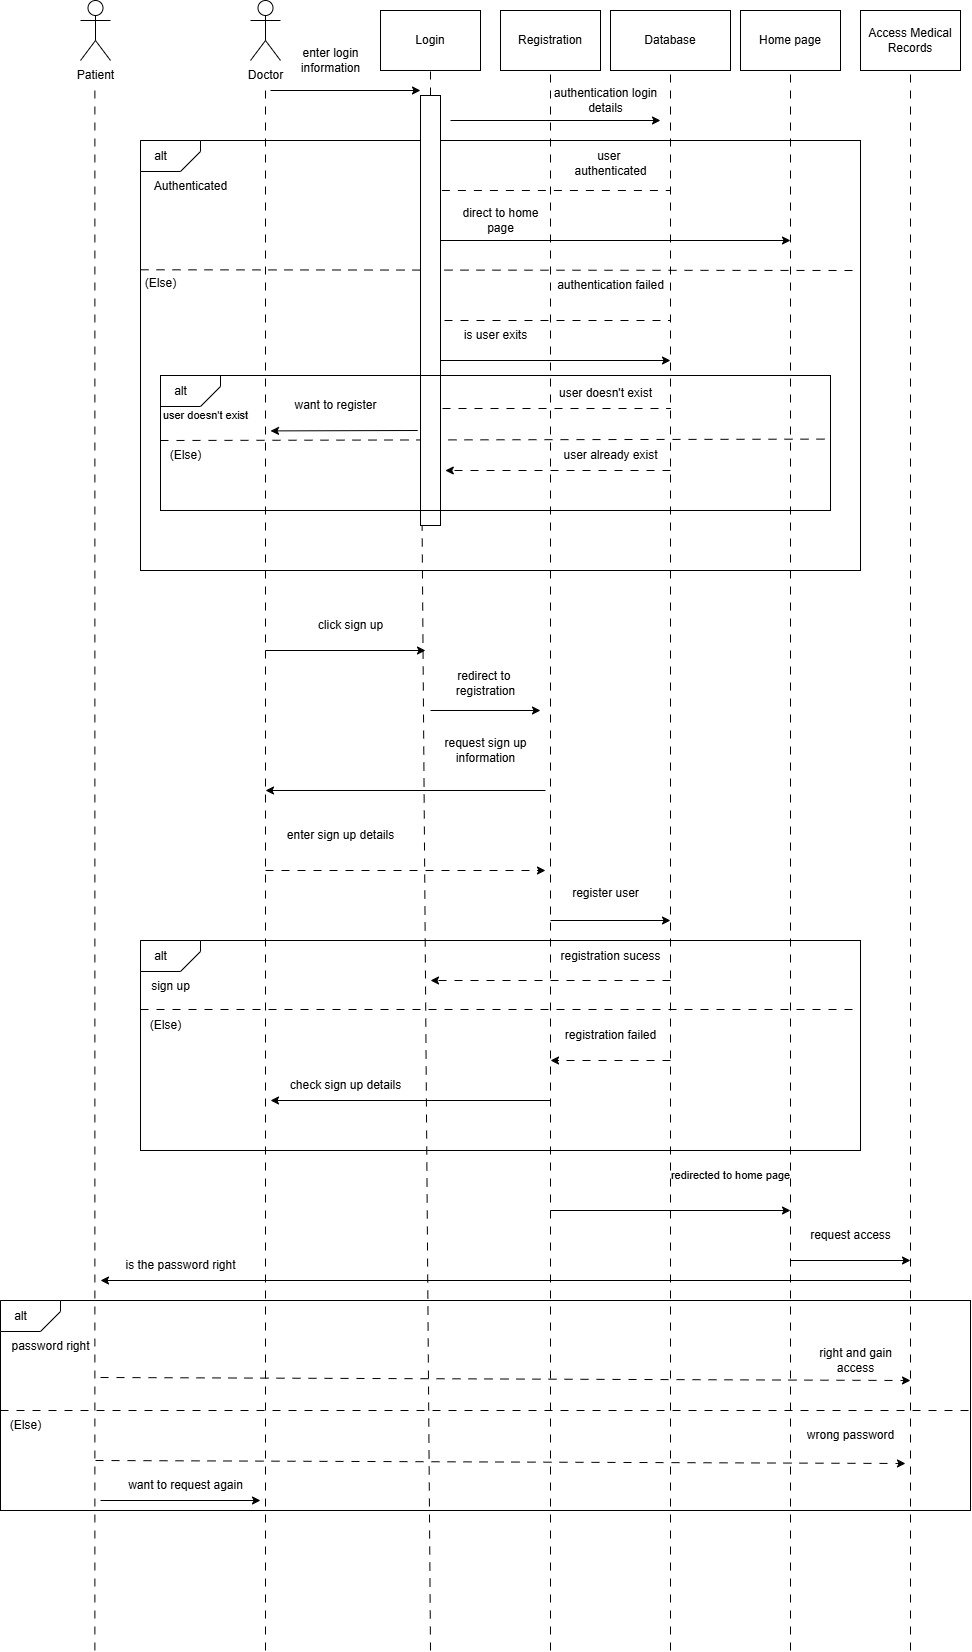 Patient
Doctor
enter login
information
Login
Registration
Database
Home page
Access Medical
Records
authentication login
details
alt
Authenticated
user
authenticated
direct to home
page
(Else)
authentication failed
is user exits
alt
user doesn't exist
want to register
user doesn't exist
(Else)
user already exist
click sign up
redirect to
registration
request sign up
information
enter sign up details
register user
alt
sign up
registration sucess
(Else)
registration failed
check sign up details
redirected to home page
request access
is the password right
alt
password right
right and gain
access
(Else)
wrong password
want to request again